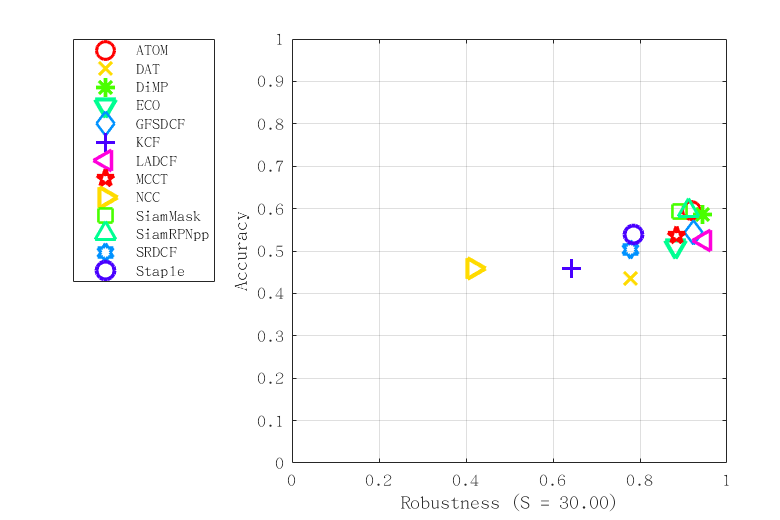 ATOM
DAT
DiMP
ECO
GFSDCF
KCF
LADCF
MCCT
NCC
SiamMask
SiamRPNpp
SRDCF
Staple
1
0.9
0.8
0.7
0.6
0.5
0.4
0.3
0.2
0.1
0
Accuracy
0
0.2
0.4
0.6
0.8
1
Robustness (S = 30.00)